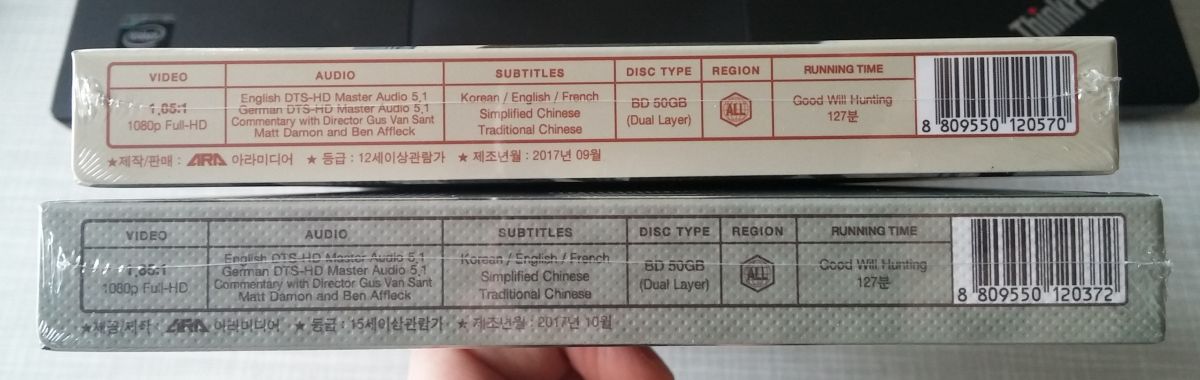 intel
ThinkPad
VIDEO AUDIO SUBTITLES DISC TYPE REGION RUNNING TIME
1,85:1
1080p Full-HD
English DTS-HD Master Audio 5,1
German DTS-HD Master Audio 5,1
Commentary with Director Gus Van Sant
Matt Damon and Ben Affleck
Korean / English / French
Simplified Chinese
Traditional Chinese
BD 50GB
(Dual Layer)
ALL
Good Will Hunting
127분
8 809550 120570
★제작/판매 : ARA 아라미디어 ★ 등급 : 12세이상관람가 ★ 제조년월 : 2017년 09월
VIDEO AUDIO SUBTITLES DISC TYPE REGION RUNNING TIME
1,85:1
1080p Full-HD
English DTS-HD Master Audio 5,1
German DTS-HD Master Audio 5,1
Commentary with Director Gus Van Sant
Matt Damon and Ben Affleck
Korean / English / French
Simplified Chinese
Traditional Chinese
BD 50GB
(Dual Layer)
ALL
Good Will Hunting
127분
8 809550 120372
★제공/제작 : ARA 아라미디어 ★ 등급 : 15세이상관람가 ★ 제조년월 : 2017년 10월